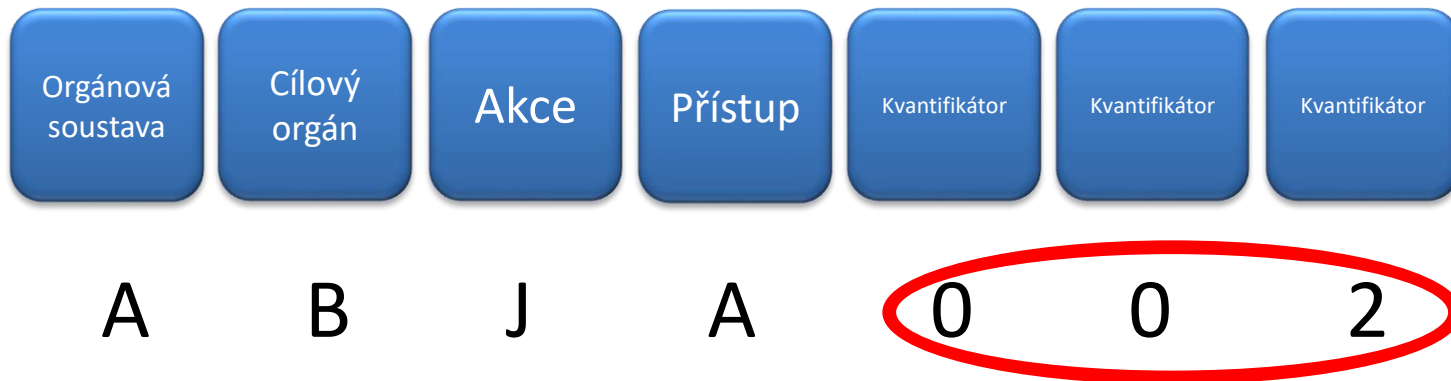 Orgánová
soustava
Cílový
orgán
Akce
Přístup
Kvantifikátor
Kvantifikátor
Kvantifikátor
A B J A 0 0 2